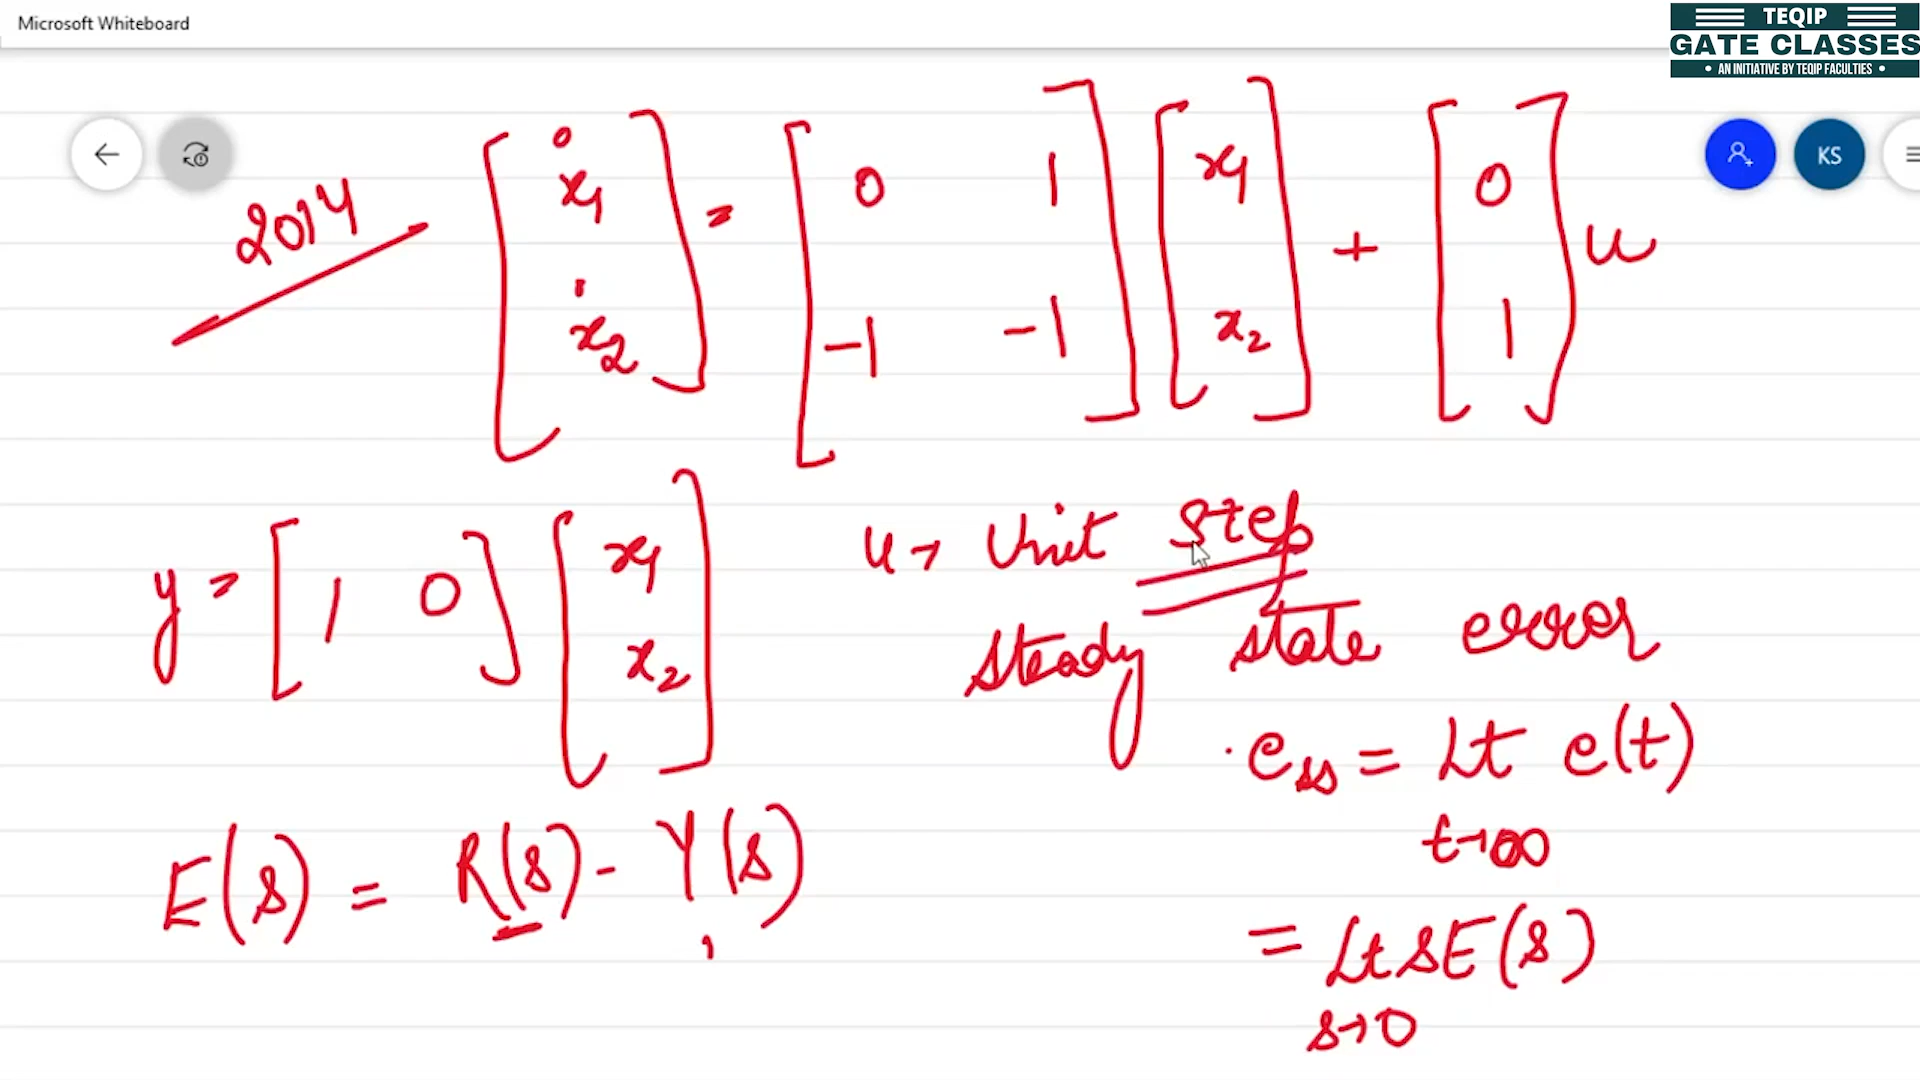 Microsoft Whiteboard
TEQIP
GATE CLASSES
• AN INITIATIVE BY TEQIP FACULTIES •
KS
2014
[ẋ1 ẋ2] = [0 1 -1 -1] [x1 x2] + [0 1] u
y = [1 0] [x1 x2]
u → Unit step
steady state error
ess = Lt e(t)
t→∞
E(s) = R(s) - Y(s)
= Lt sE(s)
s→0